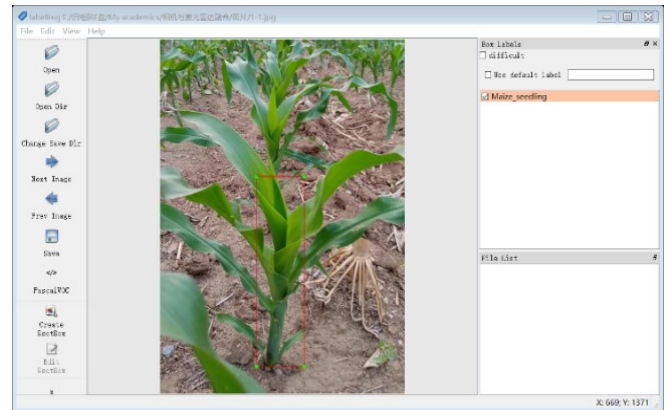 labelImg
File Edit View Help
Open
Open Dir
Change Save Dir
Next Image
Prev Image
Save
</>
PascalVOC
Create
RectBox
Edit
RectBox
Box Labels
difficult
Use default label
Maize_seedling
File List
X: 669; Y: 1371